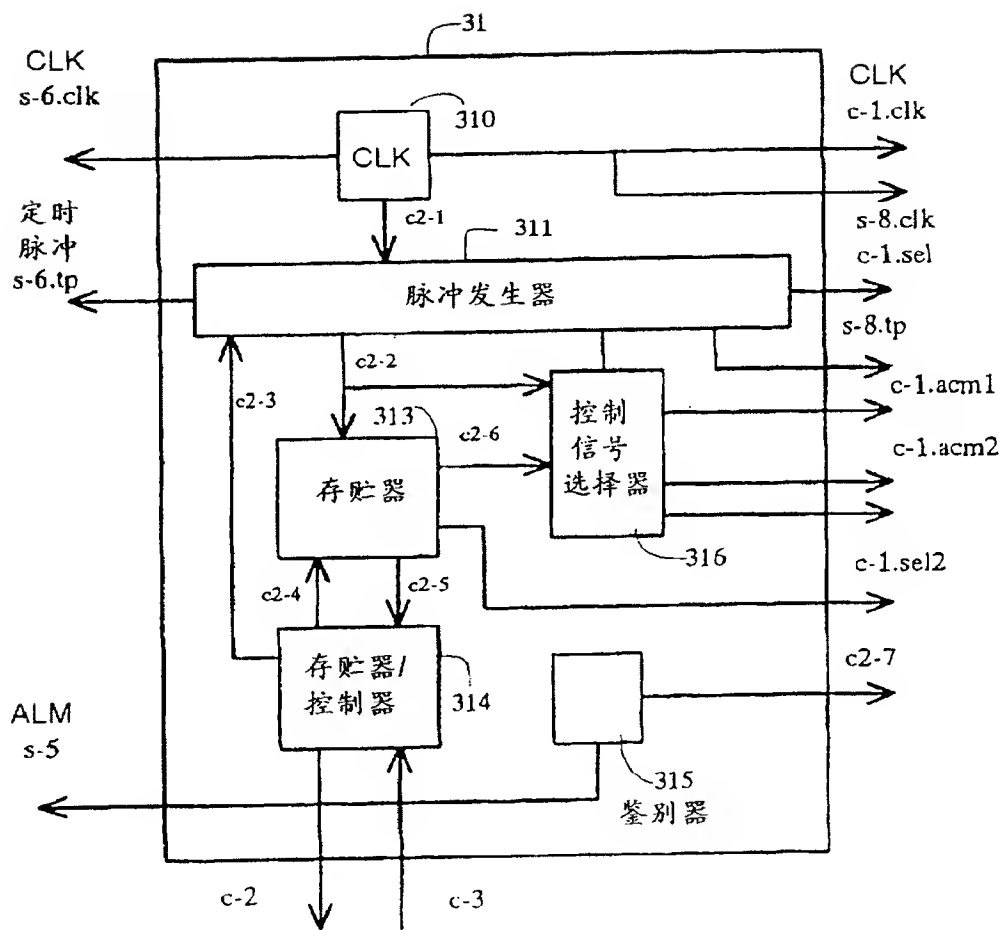 31
CLK
s-6.clk
310
CLK
CLK
c-1.clk
c2-1
s-8.clk
定时
脉冲
s-6.tp
311
脉冲发生器
c-1.sel
s-8.tp
c2-2
c2-3
c-1.acm1
313
c2-6
控制
信号
选择器
c-1.acm2
存贮器
316
c-1.sel2
c2-4
c2-5
存贮器/
控制器
314
c2-7
ALM
s-5
315
鉴别器
c-2
c-3